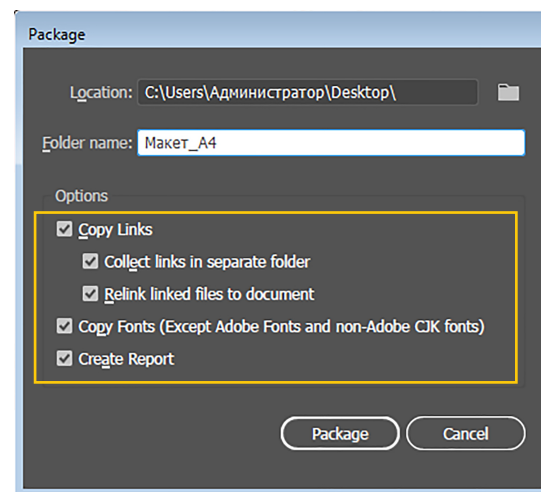 Package
Location: C:\Users\Администратор\Desktop\
Folder name: Макет_А4
Options
Copy Links
Collect links in separate folder
Relink linked files to document
Copy Fonts (Except Adobe Fonts and non-Adobe CJK fonts)
Create Report
Package Cancel